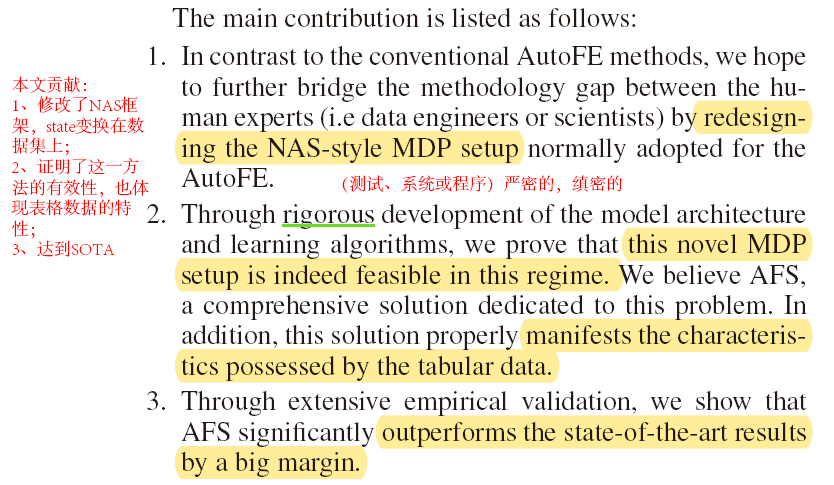 The main contribution is listed as follows:
1. In contrast to the conventional AutoFE methods, we hope
to further bridge the methodology gap between the hu-
man experts (i.e data engineers or scientists) by redesign-
ing the NAS-style MDP setup normally adopted for the
AutoFE.
(测试、系统或程序）严密的，缜密的
2. Through rigorous development of the model architecture
and learning algorithms, we prove that this novel MDP
setup is indeed feasible in this regime. We believe AFS,
a comprehensive solution dedicated to this problem. In
addition, this solution properly manifests the characteris-
tics possessed by the tabular data.
3. Through extensive empirical validation, we show that
AFS significantly outperforms the state-of-the-art results
by a big margin.
本文贡献：
1、修改了NAS框
架，state变换在数
据集上；
2、证明了这一方
法的有效性，也体
现表格数据的特
性；
3、达到SOTA